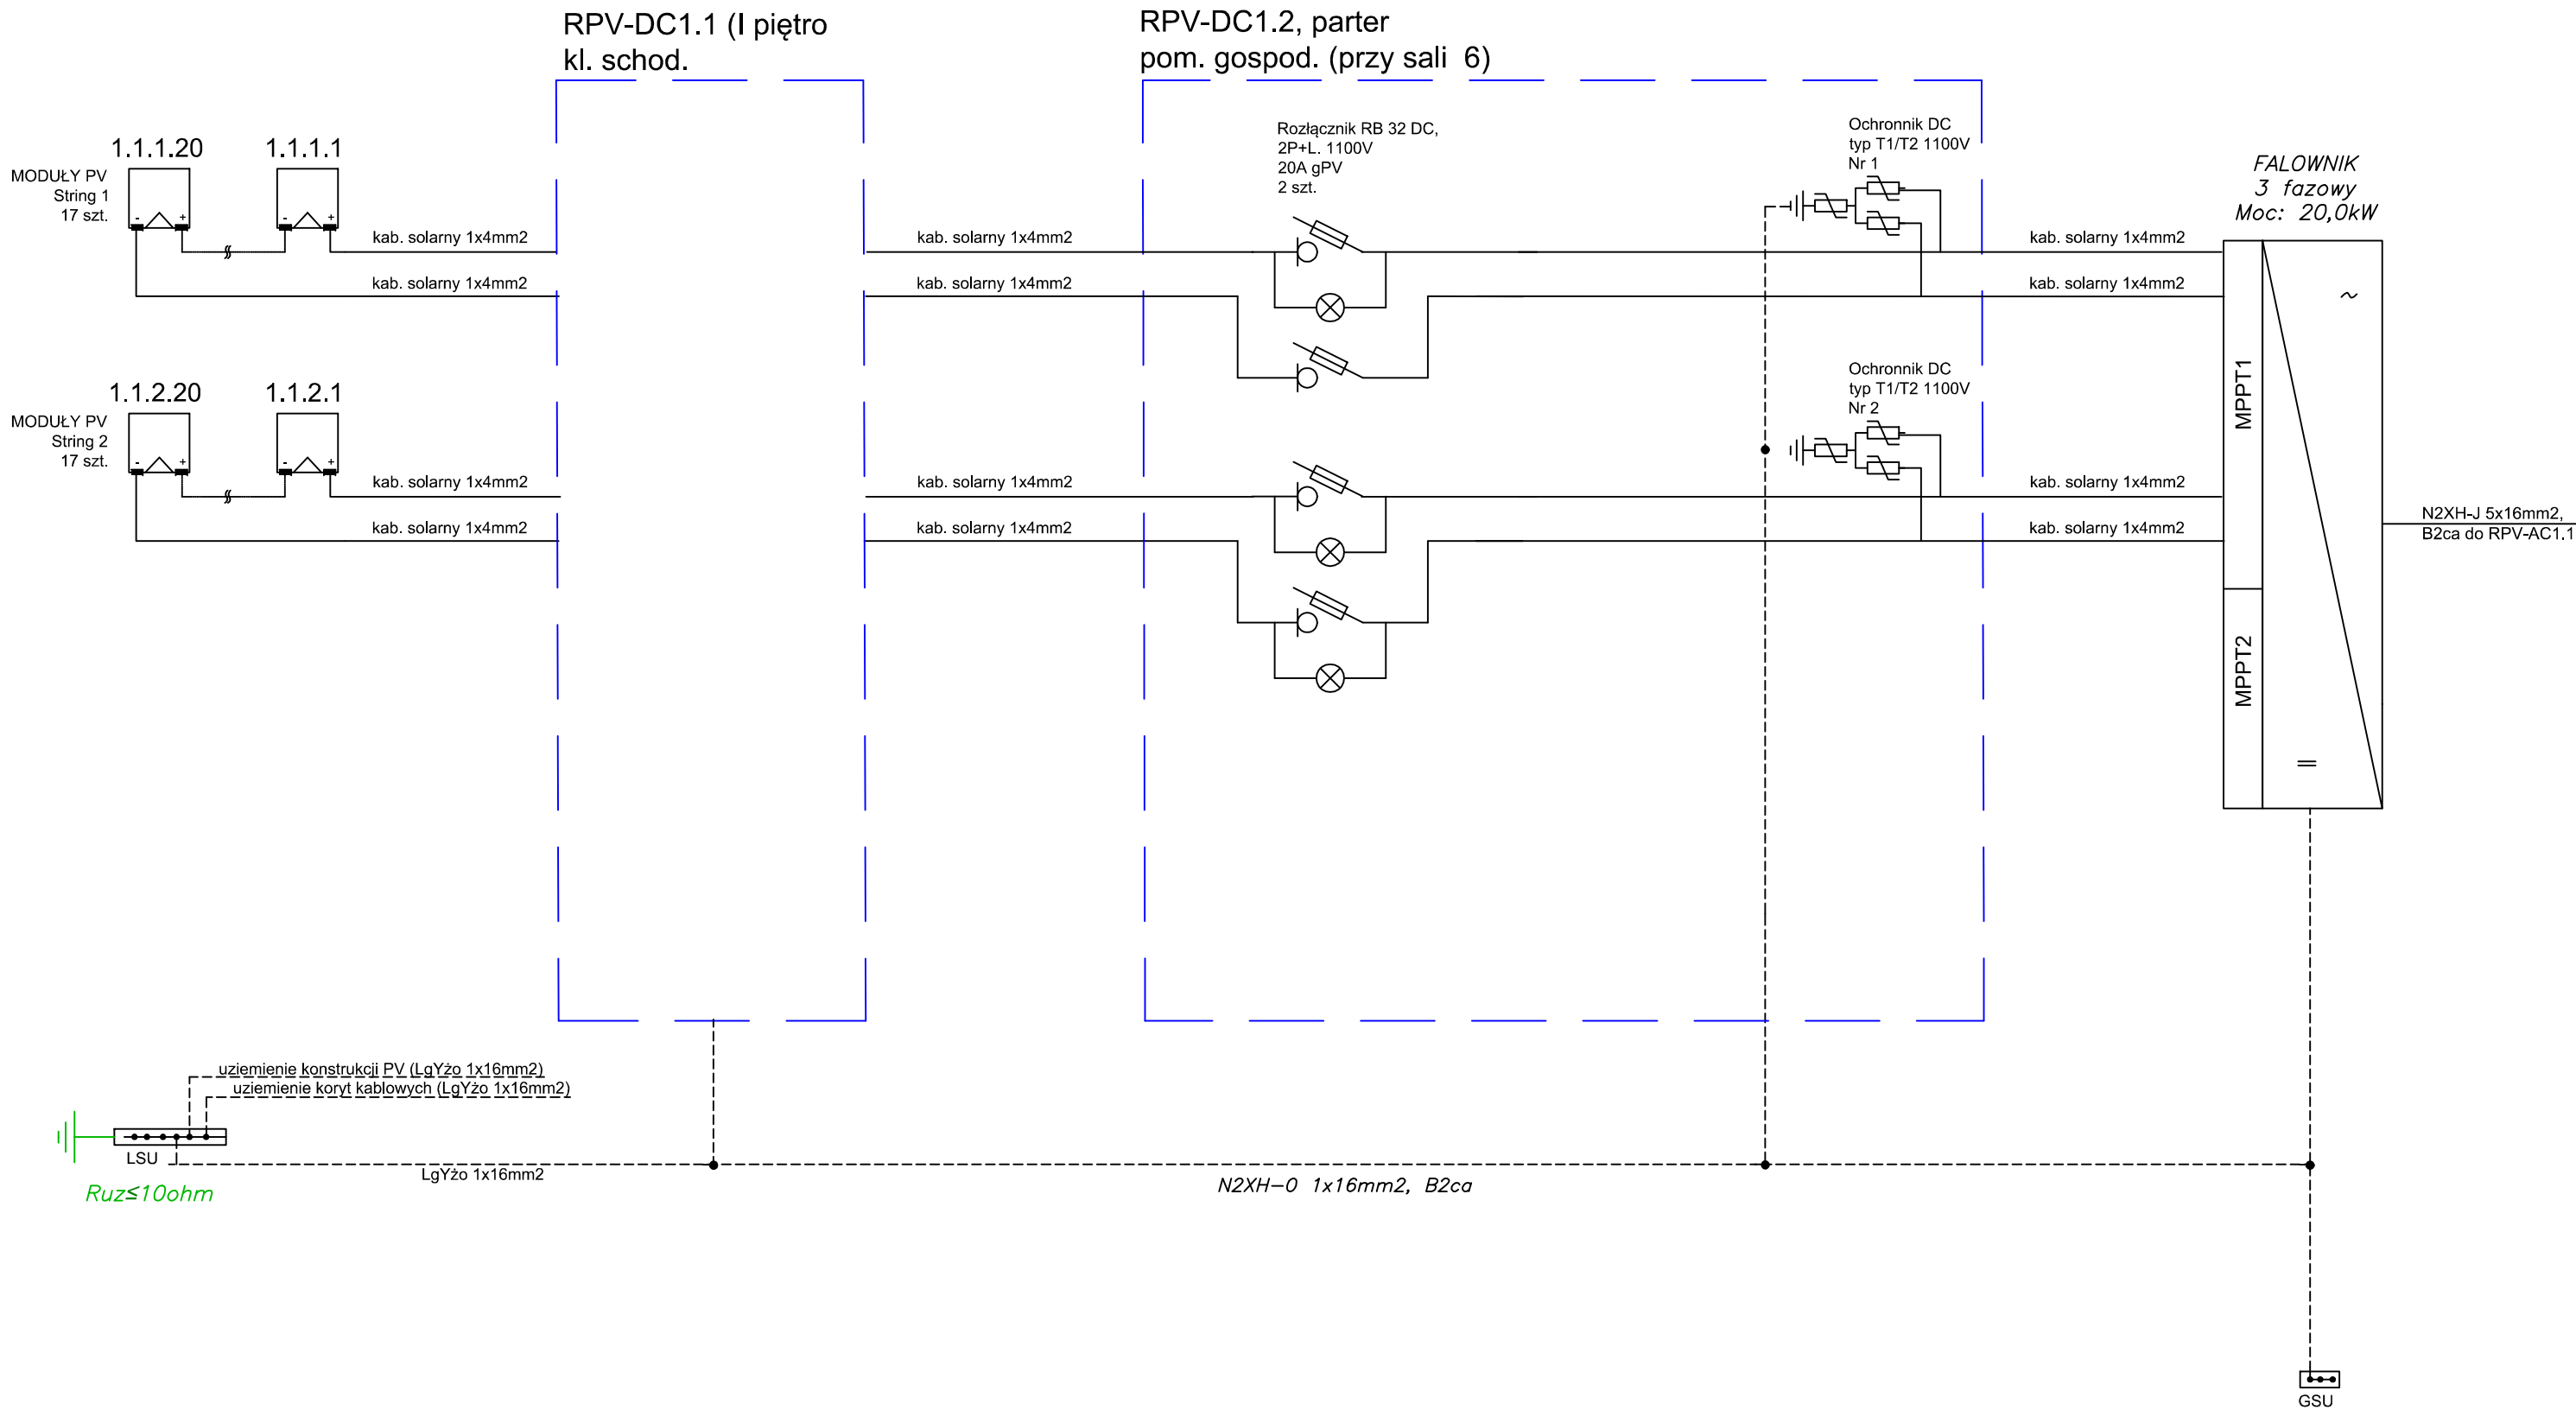 RPV-DC1.1 (I piętro
kl. schod.
RPV-DC1.2, parter
pom. gospod. (przy sali 6)
1.1.1.20
1.1.1.1
MODUŁY PV
String 1
17 szt.
- +
- +
kab. solarny 1x4mm2
kab. solarny 1x4mm2
kab. solarny 1x4mm2
kab. solarny 1x4mm2
Rozłącznik RB 32 DC,
2P+L. 1100V
20A gPV
2 szt.
Ochronnik DC
typ T1/T2 1100V
Nr 1
kab. solarny 1x4mm2
kab. solarny 1x4mm2
FALOWNIK
3 fazowy
Moc: 20,0kW
~
MPPT1
MPPT2
=
1.1.2.20
1.1.2.1
MODUŁY PV
String 2
17 szt.
- +
- +
kab. solarny 1x4mm2
kab. solarny 1x4mm2
kab. solarny 1x4mm2
kab. solarny 1x4mm2
Ochronnik DC
typ T1/T2 1100V
Nr 2
kab. solarny 1x4mm2
kab. solarny 1x4mm2
N2XH-J 5x16mm2,
B2ca do RPV-AC1.1
uziemienie konstrukcji PV (LgYżo 1x16mm2)
uziemienie koryt kablowych (LgYżo 1x16mm2)
LSU
LgYżo 1x16mm2
Ruz≤10ohm
N2XH-O 1x16mm2, B2ca
GSU